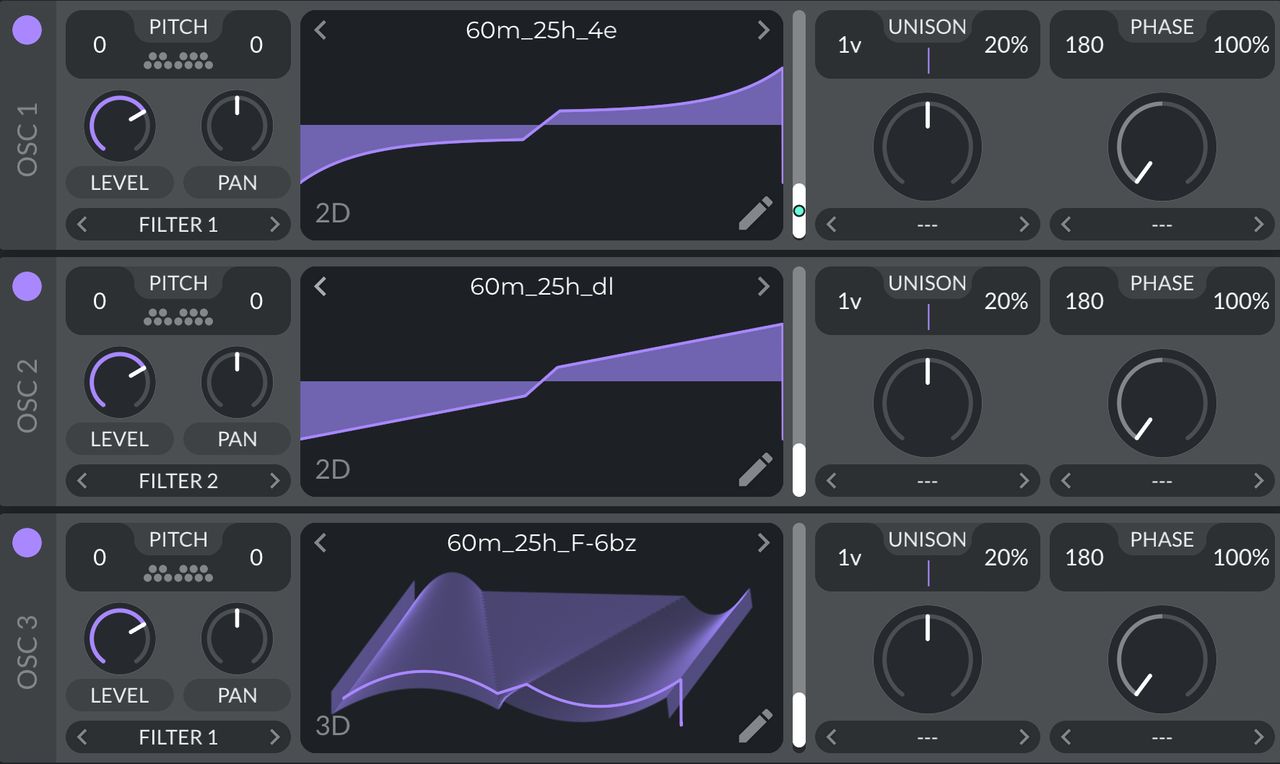 OSC 1
PITCH
0 0
LEVEL PAN
FILTER 1
60m_25h_4e
2D
UNISON
1v 20%
---
PHASE
180 100%
---
OSC 2
PITCH
0 0
LEVEL PAN
FILTER 2
60m_25h_dl
2D
UNISON
1v 20%
---
PHASE
180 100%
---
OSC 3
PITCH
0 0
LEVEL PAN
FILTER 1
60m_25h_F-6bz
3D
UNISON
1v 20%
---
PHASE
180 100%
---